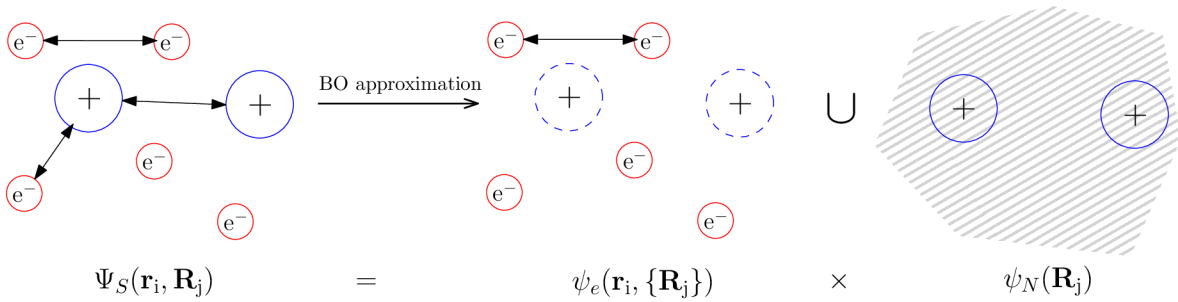 e⁻ e⁻ e⁻ e⁻
+ + BO approximation + + ∪ + +
e⁻ e⁻
e⁻ e⁻
e⁻ e⁻
Ψ_S(𝐫_i, 𝐑_j) = ψ_e(𝐫_i, {𝐑_j}) × ψ_N(𝐑_j)